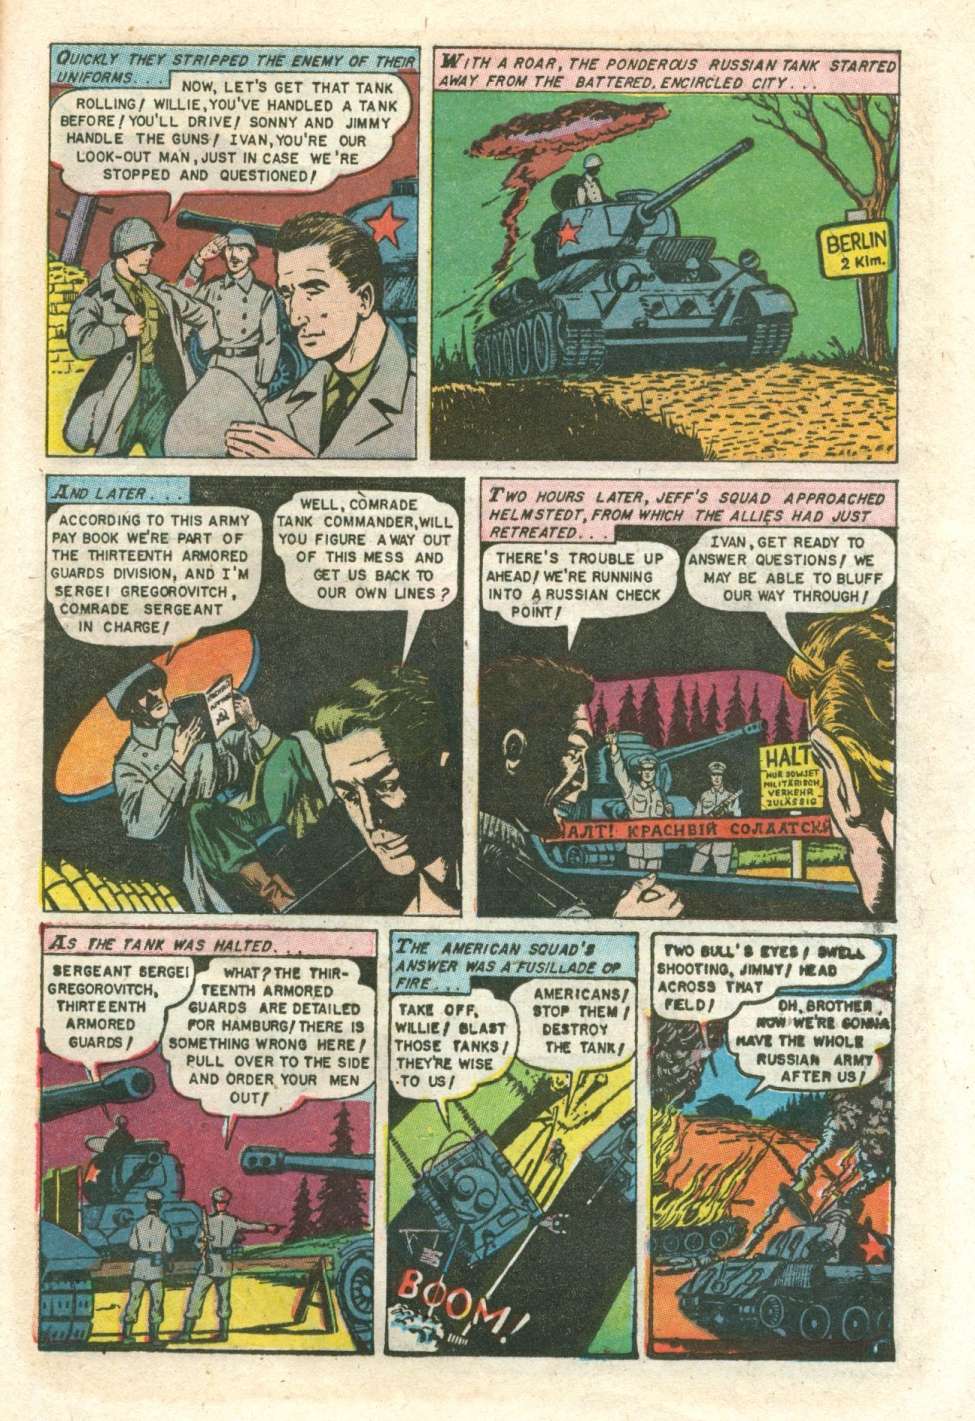 QUICKLY THEY STRIPPED THE ENEMY OF THEIR
UNIFORMS...
NOW, LET'S GET THAT TANK
ROLLING! WILLIE, YOU'VE HANDLED A TANK
BEFORE! YOU'LL DRIVE! SONNY AND JIMMY
HANDLE THE GUNS! IVAN, YOU'RE OUR
LOOK-OUT MAN, JUST IN CASE WE'RE
STOPPED AND QUESTIONED!
WITH A ROAR, THE PONDEROUS RUSSIAN TANK STARTED
AWAY FROM THE BATTERED, ENCIRCLED CITY...
BERLIN
2 Klm.
AND LATER...
ACCORDING TO THIS ARMY
PAY BOOK WE'RE PART OF
THE THIRTEENTH ARMORED
GUARDS DIVISION, AND I'M
SERGEI GREGOROVITCH,
COMRADE SERGEANT
IN CHARGE!
WELL, COMRADE
TANK COMMANDER, WILL
YOU FIGURE A WAY OUT
OF THIS MESS AND
GET US BACK TO
OUR OWN LINES?
TWO HOURS LATER, JEFF'S SQUAD APPROACHED
HELMSTEDT, FROM WHICH THE ALLIES HAD JUST
RETREATED...
THERE'S TROUBLE UP
AHEAD! WE'RE RUNNING
INTO A RUSSIAN CHECK
POINT!
IVAN, GET READY TO
ANSWER QUESTIONS! WE
MAY BE ABLE TO BLUFF
OUR WAY THROUGH!
HALT
NUR SOWJET
MILITÄRISCH
VERKEHR
ZULÄSSIG
АЛТ! КРАСНВІЙ СОЛДАТСКИ
AS THE TANK WAS HALTED...
SERGEANT SERGEI
GREGOROVITCH,
THIRTEENTH
ARMORED
GUARDS!
WHAT? THE THIR-
TEENTH ARMORED
GUARDS ARE DETAILED
FOR HAMBURG! THERE IS
SOMETHING WRONG HERE!
PULL OVER TO THE SIDE
AND ORDER YOUR MEN
OUT!
THE AMERICAN SQUAD'S
ANSWER WAS A FUSILLADE OF
FIRE...
TAKE OFF,
WILLIE! BLAST
THOSE TANKS!
THEY'RE WISE
TO US!
AMERICANS!
STOP THEM!
DESTROY
THE TANK!
BOOM!
TWO BULL'S EYES! SWELL
SHOOTING, JIMMY! HEAD
ACROSS THAT
FIELD!
OH, BROTHER,
NOW WE'RE GONNA
HAVE THE WHOLE
RUSSIAN ARMY
AFTER US!